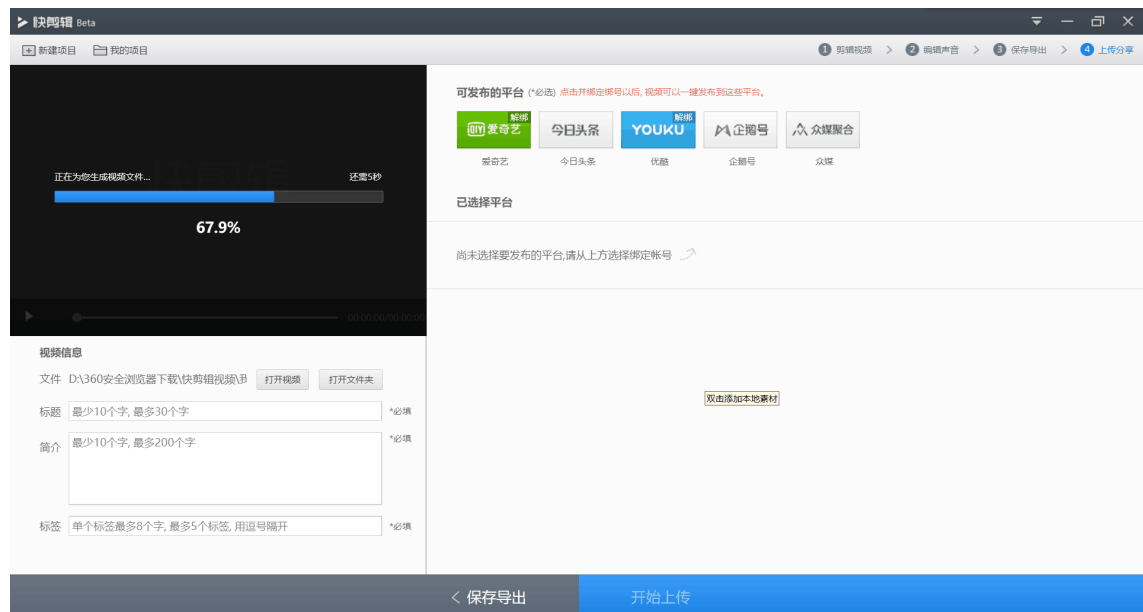 快剪辑 Beta
新建项目 我的项目
1 剪辑视频 > 2 编辑声音 > 3 保存导出 > 4 上传分享
正在为您生成视频文件... 还需5秒
67.9%
00:00:00/00:00:09
可发布的平台 (*必选) 点击并绑定帐号以后, 视频可以一键发布到这些平台。
QIY 爱奇艺 解绑 今日头条 YOUKU 解绑 企鹅号 众媒聚合
爱奇艺 今日头条 优酷 企鹅号 众媒
已选择平台
尚未选择要发布的平台,请从上方选择绑定帐号
双击添加本地素材
视频信息
文件 D:\360安全浏览器下载\快剪辑视频\ 打开视频 打开文件夹
标题 最少10个字, 最多30个字 *必填
简介 最少10个字, 最多200个字 *必填
标签 单个标签最多8个字, 最多5个标签, 用逗号隔开 *必填
< 保存导出 开始上传